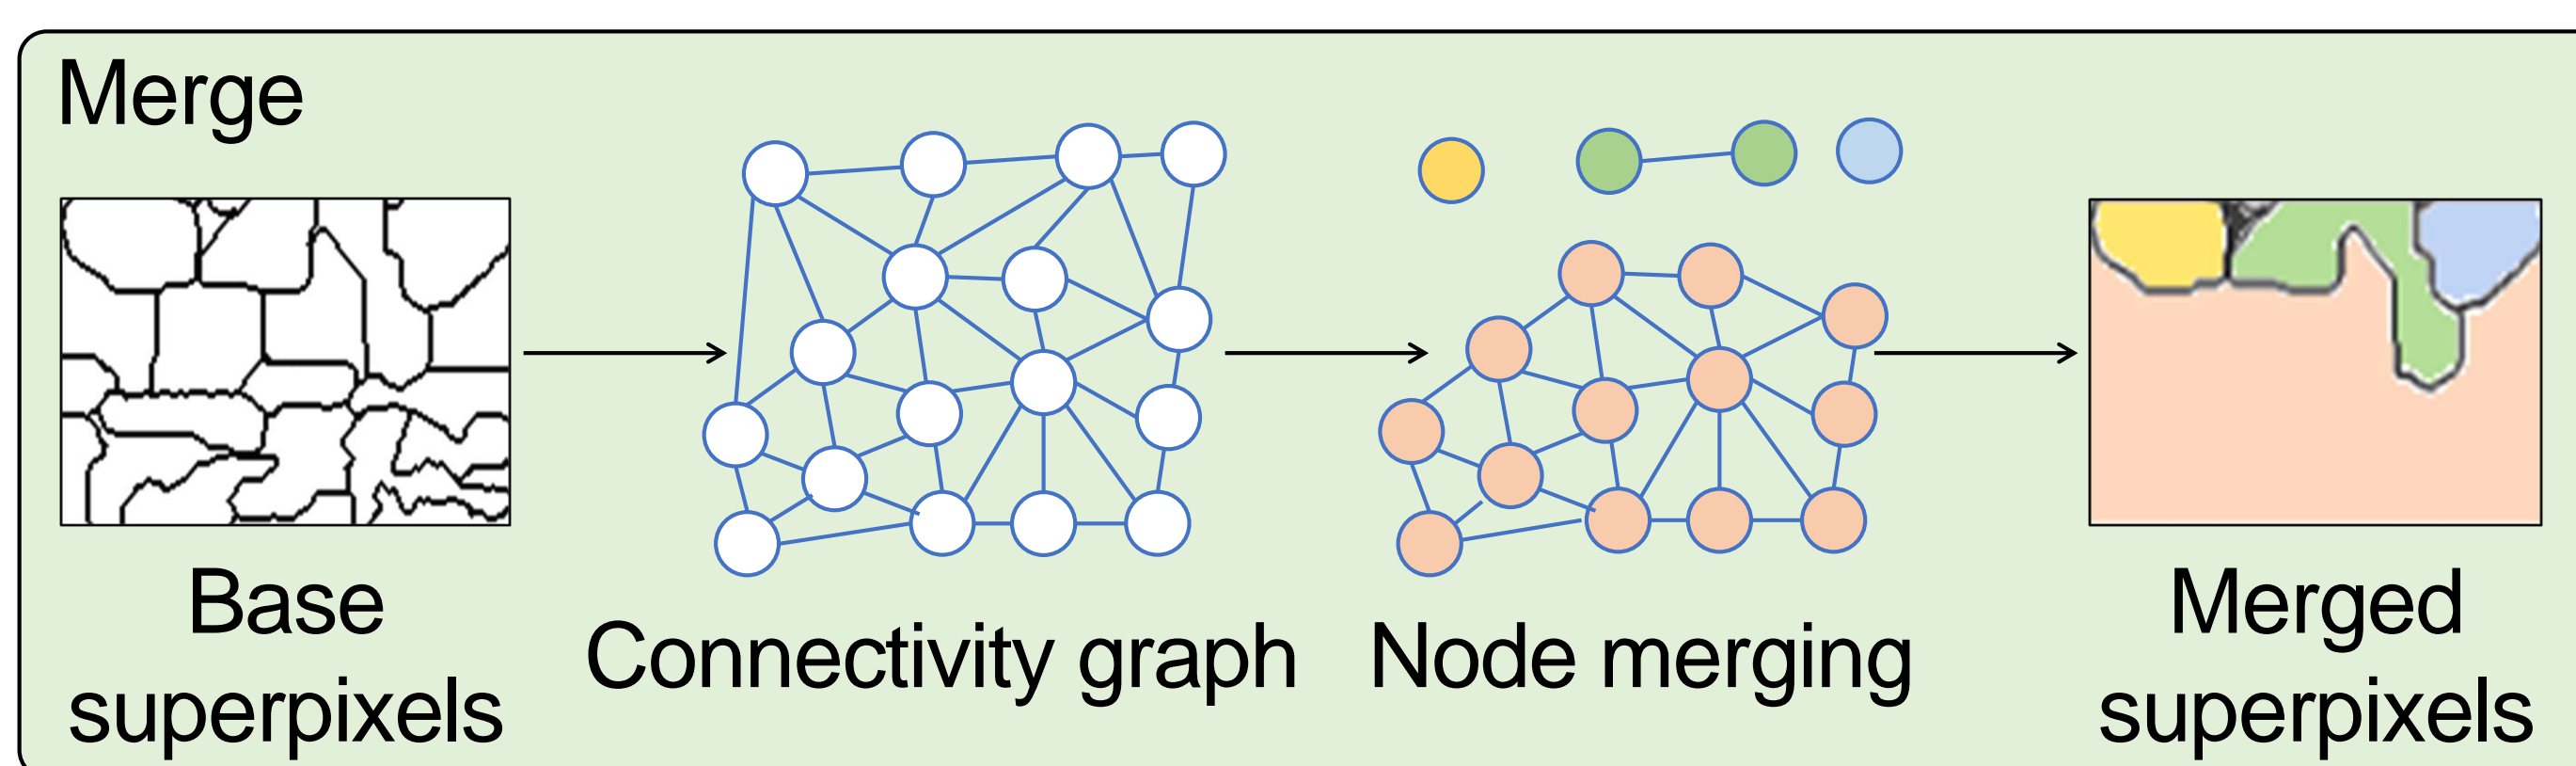 Merge
Base
superpixels
Connectivity graph
Node merging
Merged
superpixels